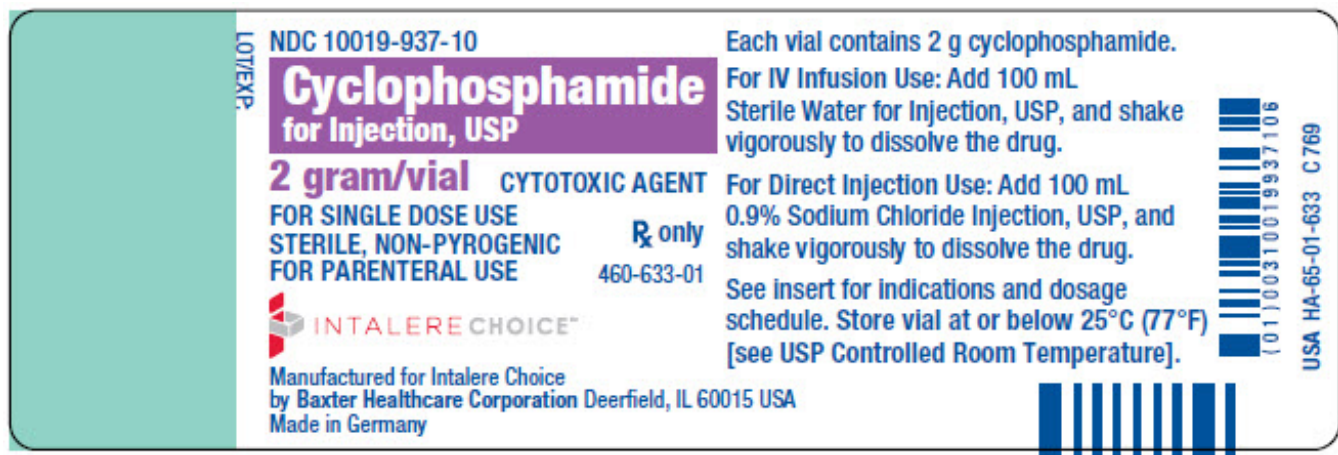 LOT/EXP.
NDC 10019-937-10
Cyclophosphamide
for Injection, USP
2 gram/vial CYTOTOXIC AGENT
FOR SINGLE DOSE USE
STERILE, NON-PYROGENIC
FOR PARENTERAL USE
℞ only
460-633-01
INTALERE CHOICE™
Manufactured for Intalere Choice
by Baxter Healthcare Corporation Deerfield, IL 60015 USA
Made in Germany
Each vial contains 2 g cyclophosphamide.
For IV Infusion Use: Add 100 mL
Sterile Water for Injection, USP, and shake
vigorously to dissolve the drug.
For Direct Injection Use: Add 100 mL
0.9% Sodium Chloride Injection, USP, and
shake vigorously to dissolve the drug.
See insert for indications and dosage
schedule. Store vial at or below 25°C (77°F)
[see USP Controlled Room Temperature].
(01)00310019937106
USA HA-65-01-633 C 769